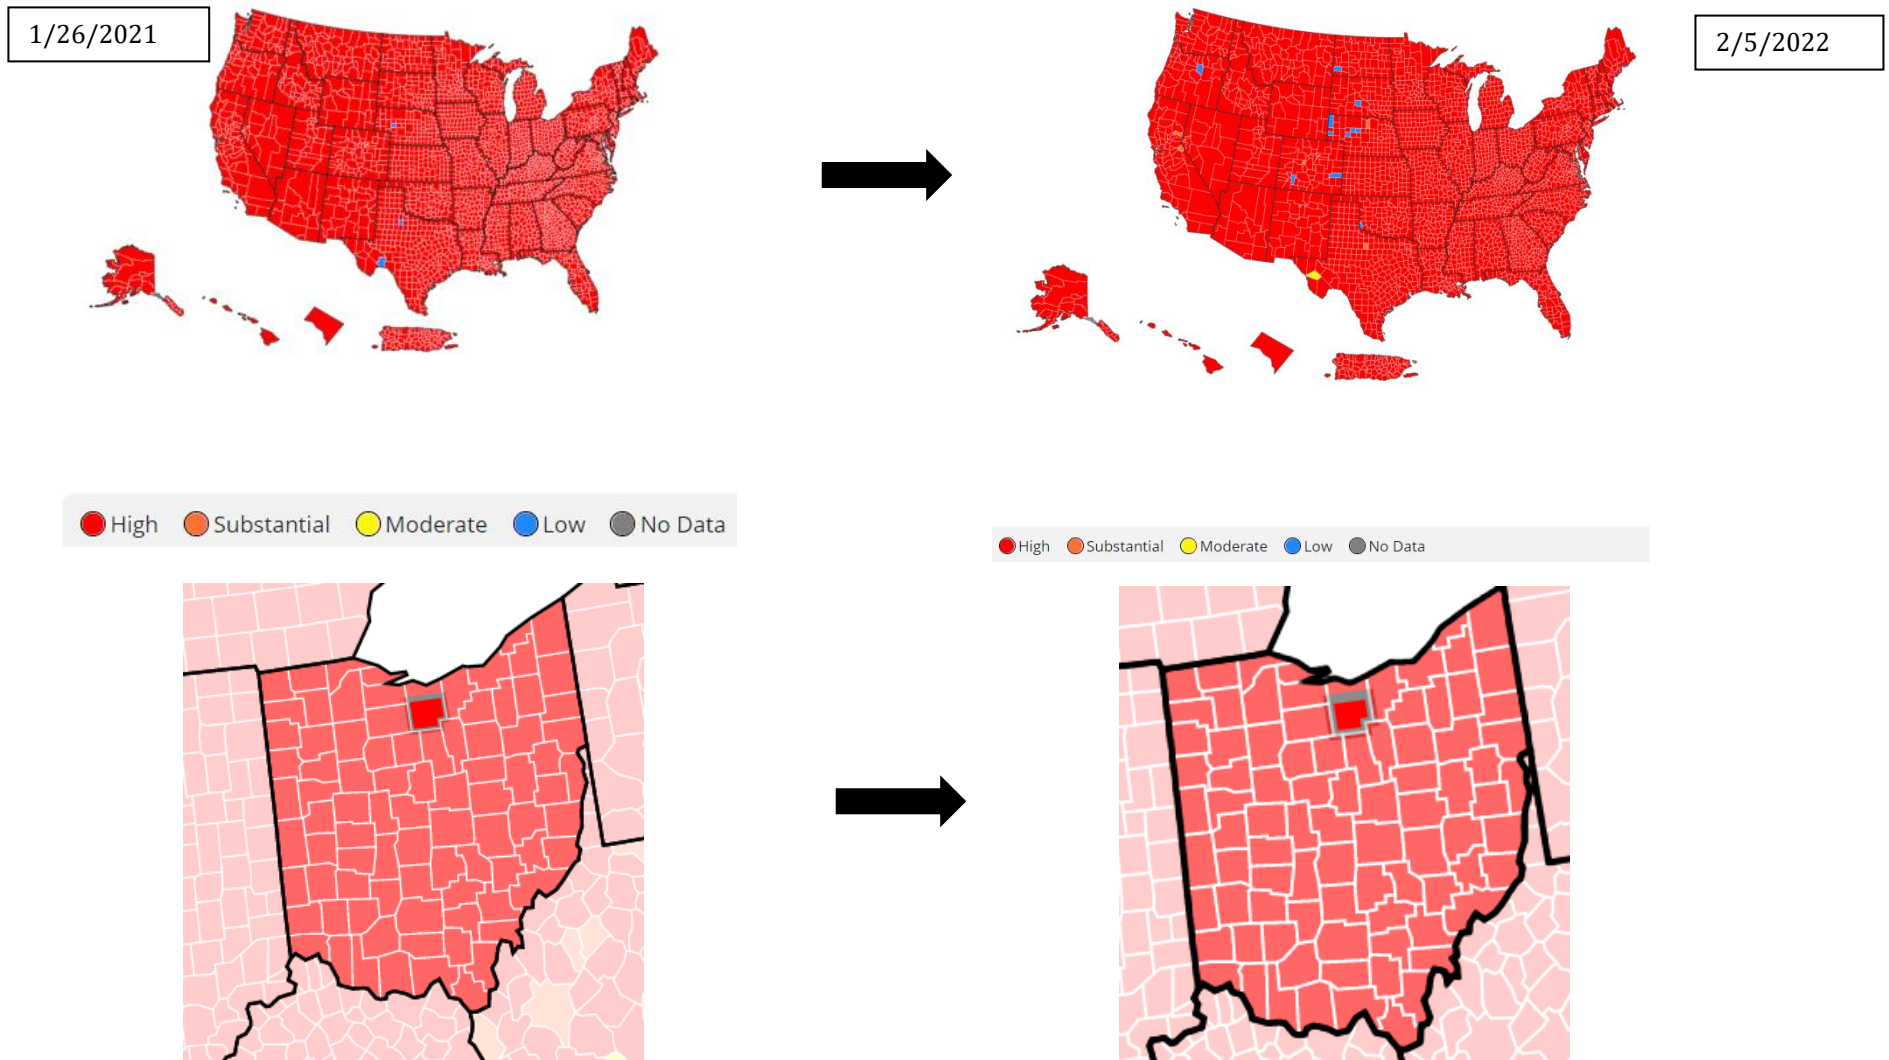 1/26/2021
2/5/2022
High Substantial Moderate Low No Data
High Substantial Moderate Low No Data